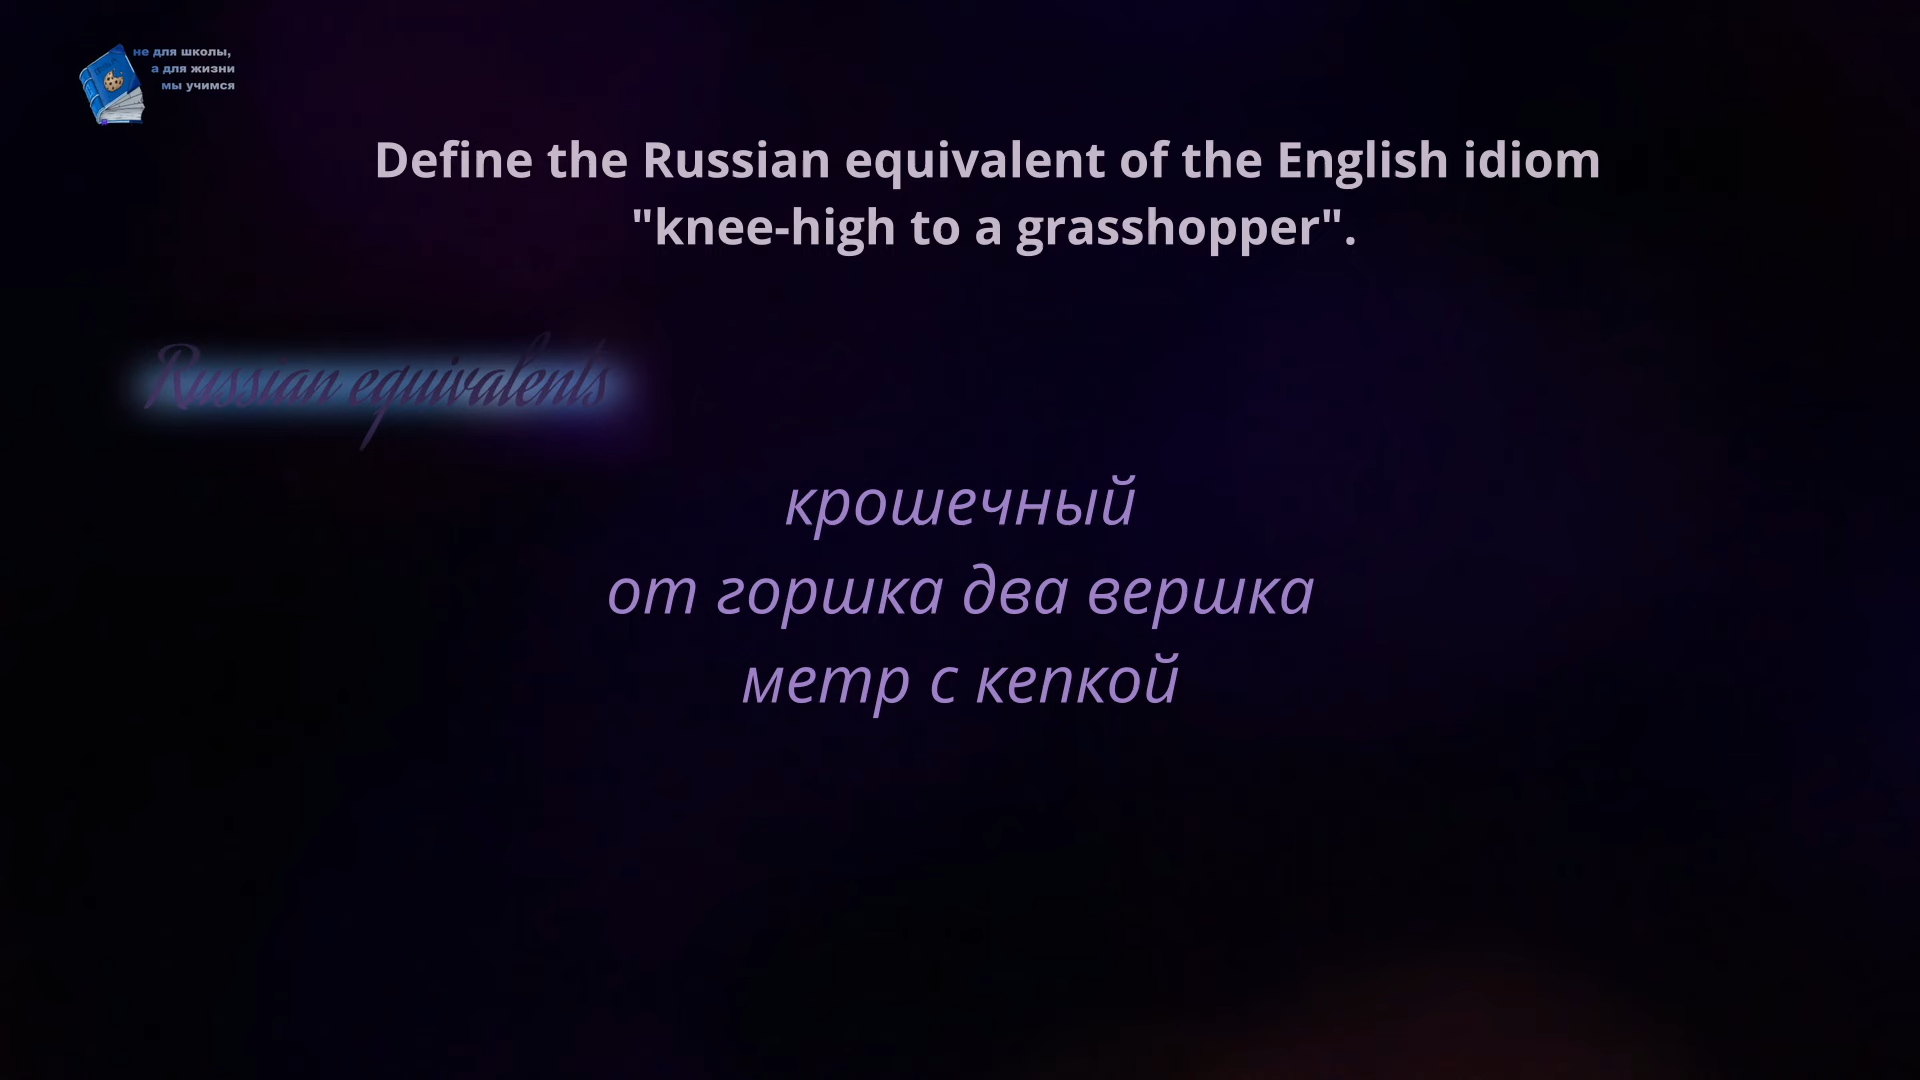 не для школы,
а для жизни
мы учимся
Define the Russian equivalent of the English idiom
"knee-high to a grasshopper".
Russian equivalents
крошечный
от горшка два вершка
метр с кепкой